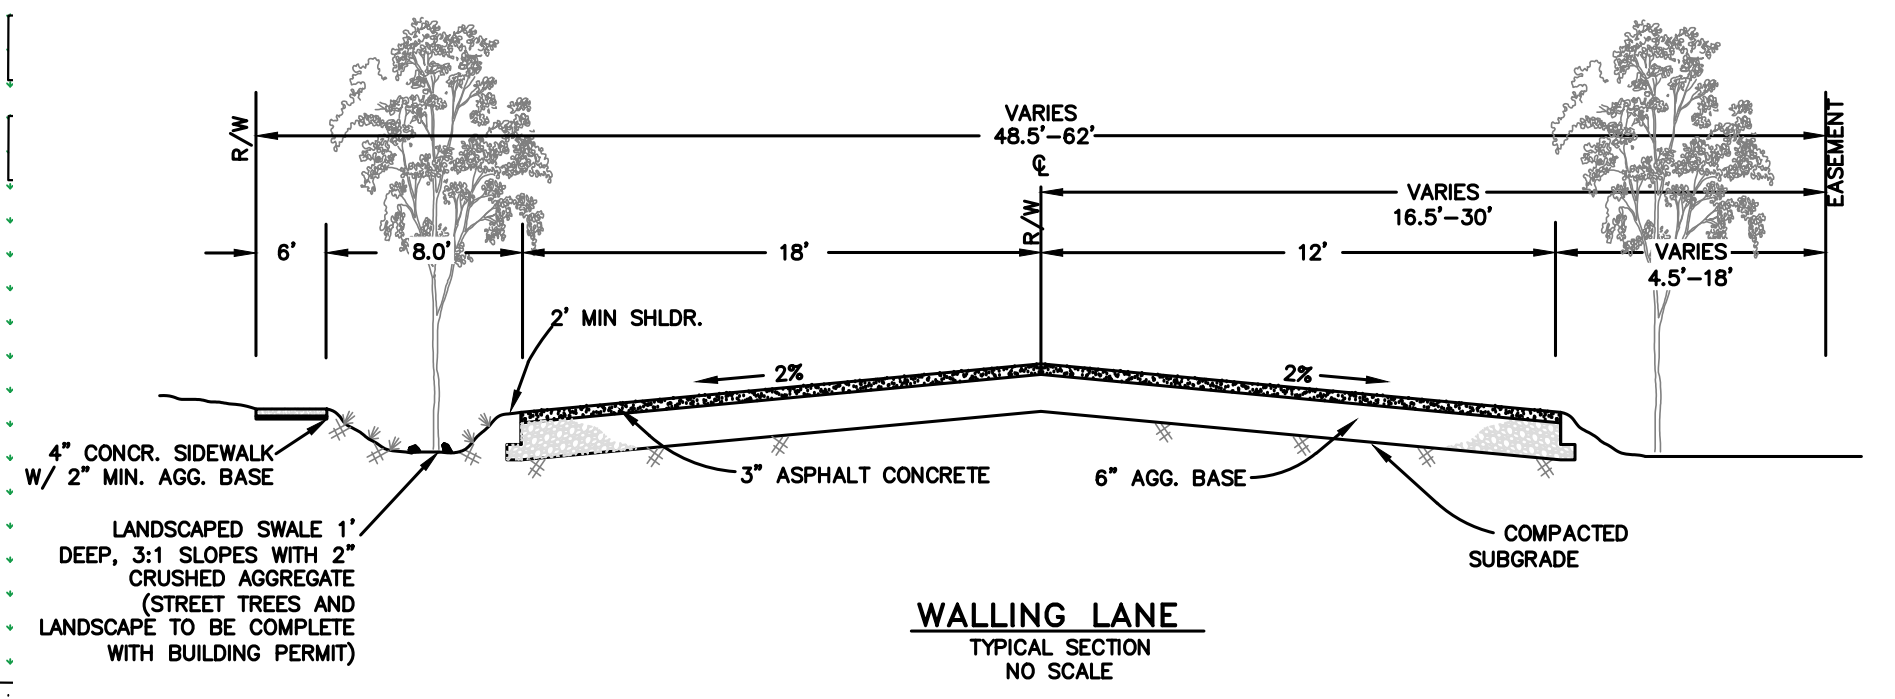 VARIES
48.5'-62'
℄
R/W
EASEMENT
VARIES
16.5'-30'
R/W
6'
8.0'
18'
12'
VARIES
4.5'-18'
2' MIN SHLDR.
2%
2%
4" CONCR. SIDEWALK
W/ 2" MIN. AGG. BASE
3" ASPHALT CONCRETE
6" AGG. BASE
LANDSCAPED SWALE 1'
DEEP, 3:1 SLOPES WITH 2"
CRUSHED AGGREGATE
(STREET TREES AND
LANDSCAPE TO BE COMPLETE
WITH BUILDING PERMIT)
COMPACTED
SUBGRADE
WALLING LANE
TYPICAL SECTION
NO SCALE